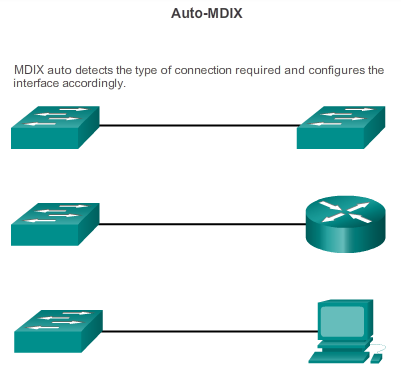 Auto-MDIX
MDIX auto detects the type of connection required and configures the
interface accordingly.